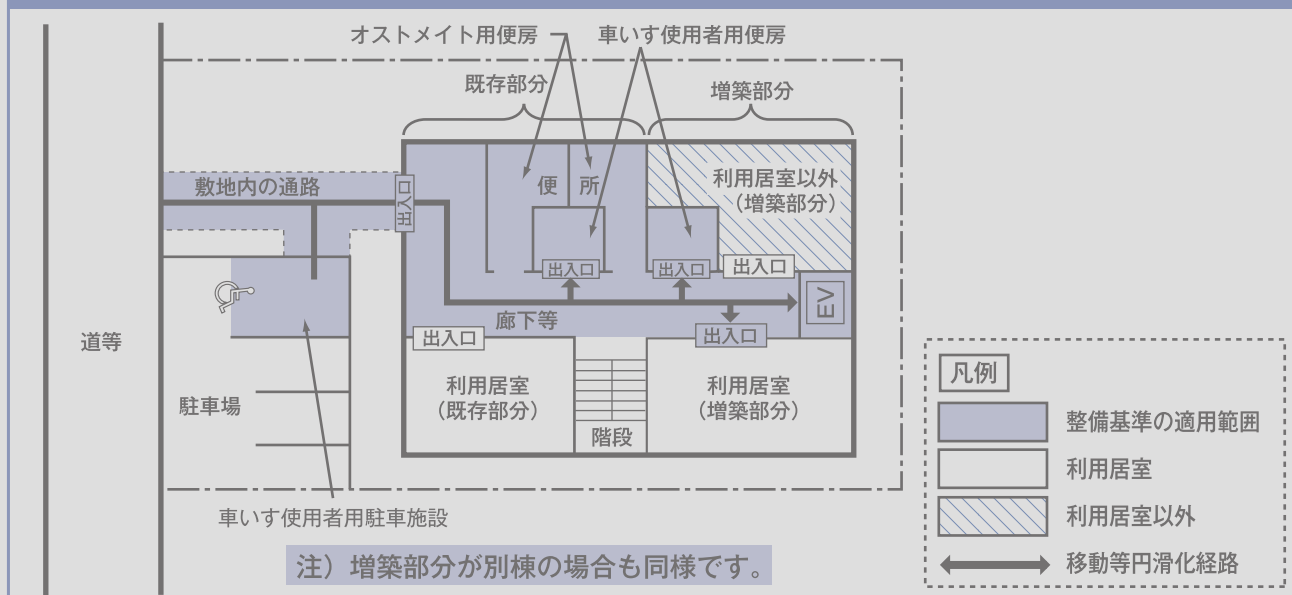 オストメイト用便房
車いす使用者用便房
既存部分
増築部分
敷地内の通路
出入口
便
所
利用居室以外
（増築部分）
出入口
出入口
出入口
EV
廊下等
出入口
出入口
道等
駐車場
利用居室
（既存部分）
階段
利用居室
（増築部分）
車いす使用者用駐車施設
注）増築部分が別棟の場合も同様です。
凡例
整備基準の適用範囲
利用居室
利用居室以外
移動等円滑化経路